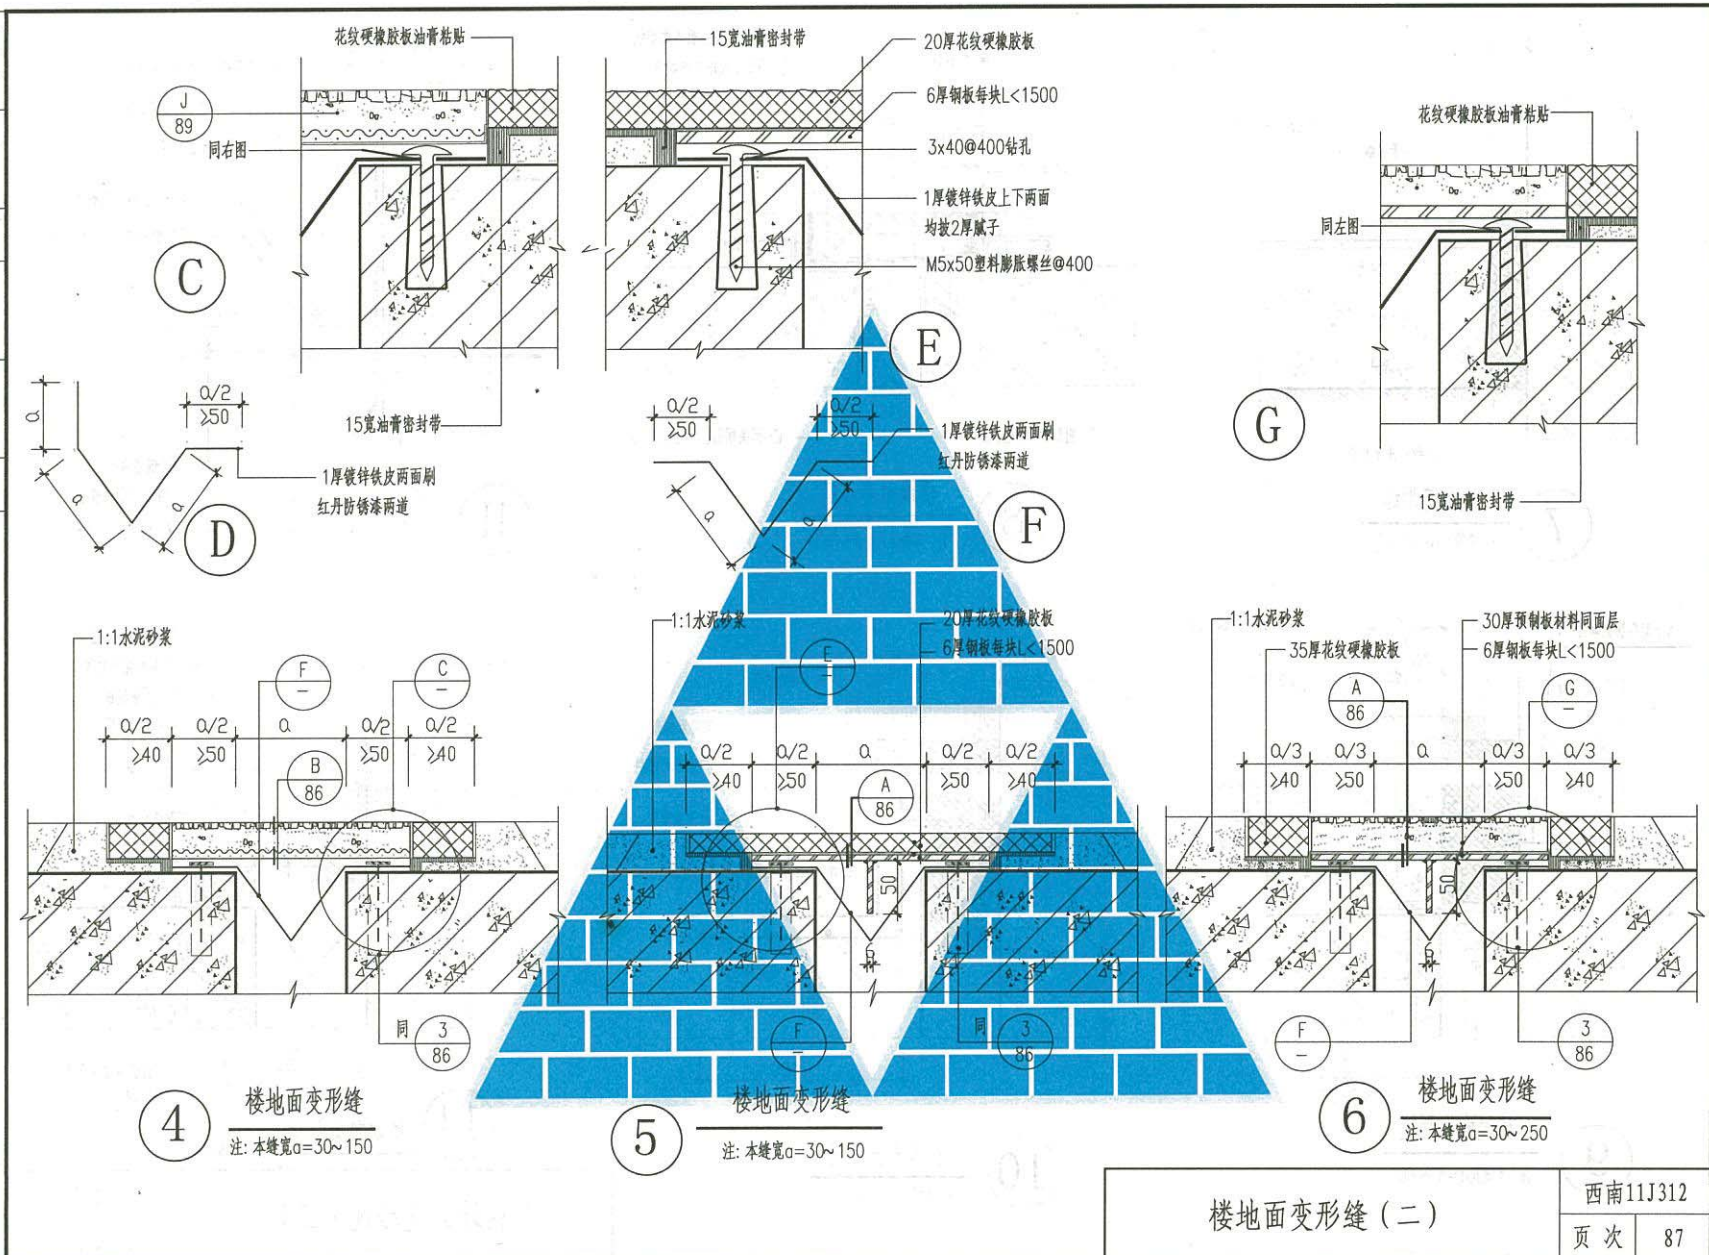 花纹硬橡胶板油膏粘贴
15宽油膏密封带
20厚花纹硬橡胶板
J
89
6厚钢板每块L<1500
花纹硬橡胶板油膏粘贴
同右图
3x40@400钻孔
1厚镀锌铁皮上下两面
均披2厚腻子
同左图
M5x50塑料膨胀螺丝@400
C
E
G
a
a/2
≥50
15宽油膏密封带
1厚镀锌铁皮两面刷
红丹防锈漆两道
a
a
D
a/2
≥50
a/2
≥50
1厚镀锌铁皮两面刷
红丹防锈漆两道
a
a
F
15宽油膏密封带
1:1水泥砂浆
F
—
C
—
a/2
≥40
a/2
≥50
a
a/2
≥50
a/2
≥40
B
86
同
3
86
4
楼地面变形缝
注: 本缝宽a=30~150
1:1水泥砂浆
20厚花纹硬橡胶板
6厚钢板每块L<1500
E
—
a/2
≥40
a/2
≥50
a
a/2
≥50
a/2
≥40
A
86
50
6
F
—
同
3
86
5
楼地面变形缝
注: 本缝宽a=30~150
1:1水泥砂浆
30厚预制板材料同面层
35厚花纹硬橡胶板
6厚钢板每块L<1500
A
86
G
—
a/3
≥40
a/3
≥50
a
a/3
≥50
a/3
≥40
50
6
F
—
3
86
6
楼地面变形缝
注: 本缝宽a=30~250
楼地面变形缝(二)
西南11J312
页 次
87